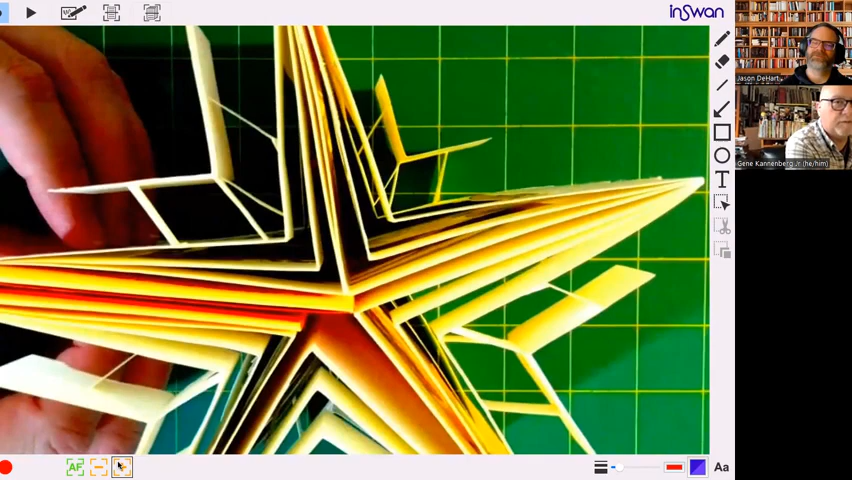 inSwan
Jason DeHart
Gene Kannenberg Jr (he/him)
T
AF
Aa